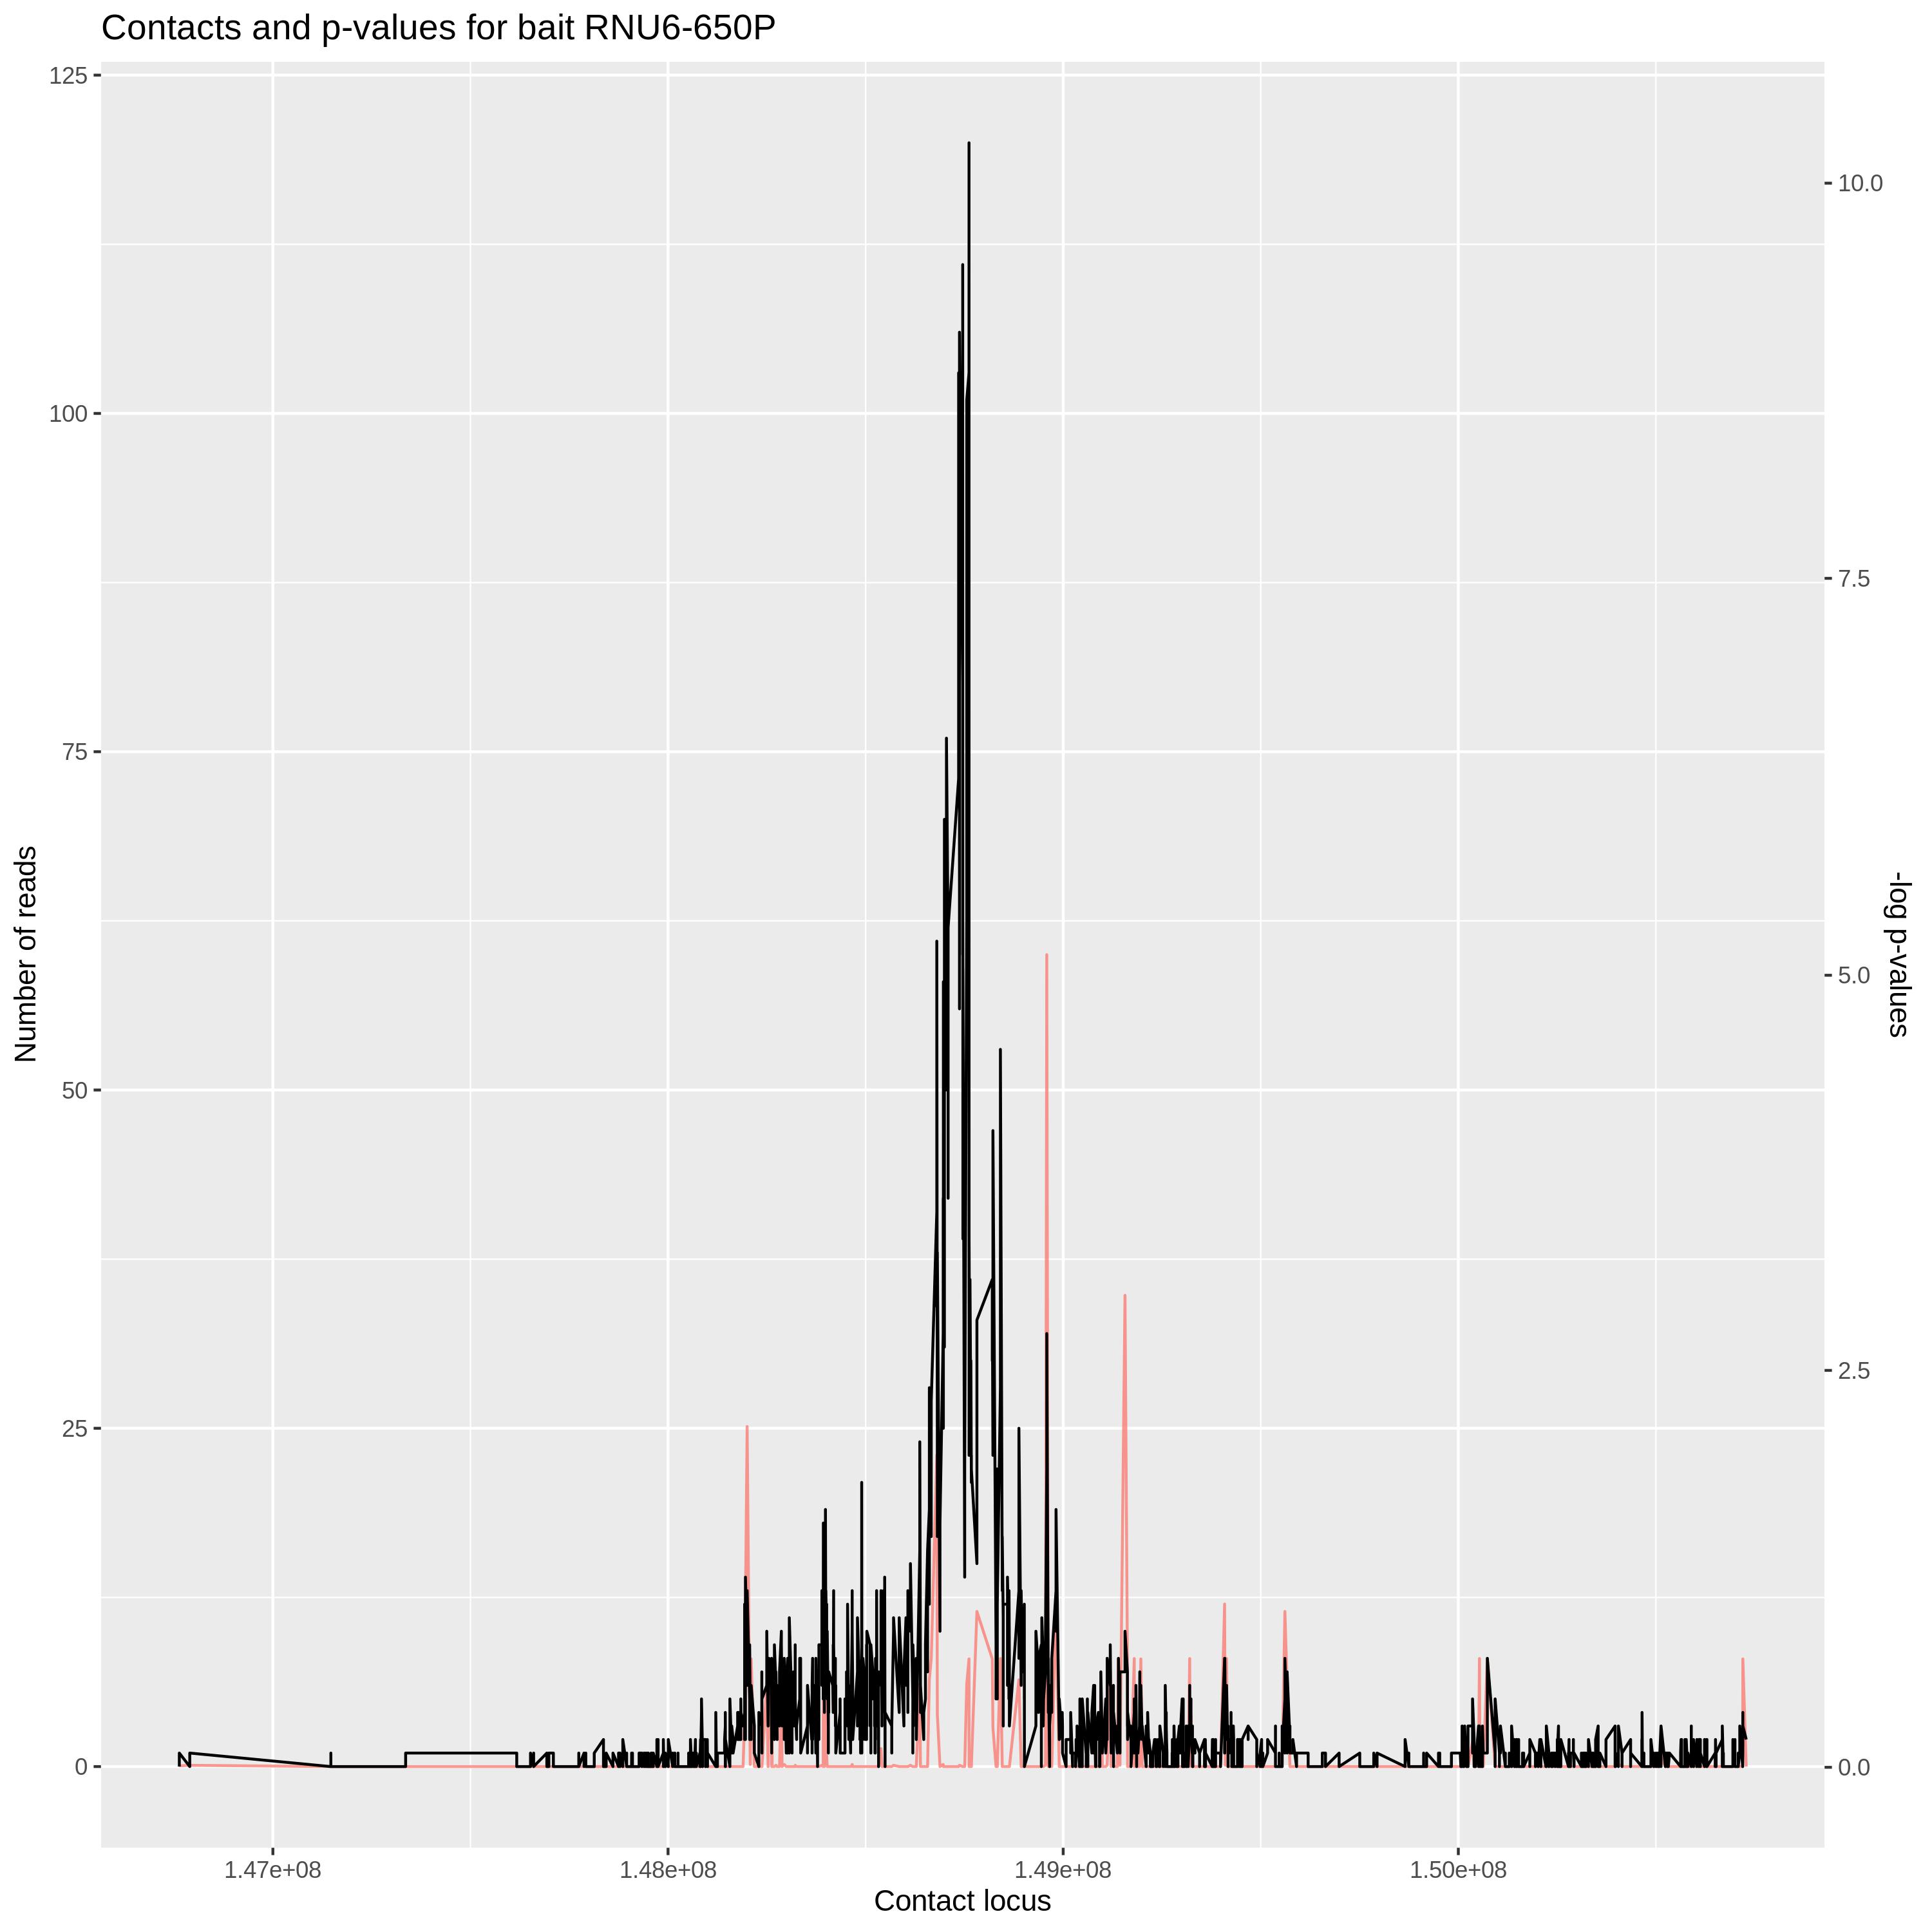 Contacts and p-values for bait RNU6-650P
125
100
75
50
25
0
Number of reads
10.0
7.5
5.0
2.5
0.0
-log p-values
1.47e+08
1.48e+08
1.49e+08
1.50e+08
Contact locus